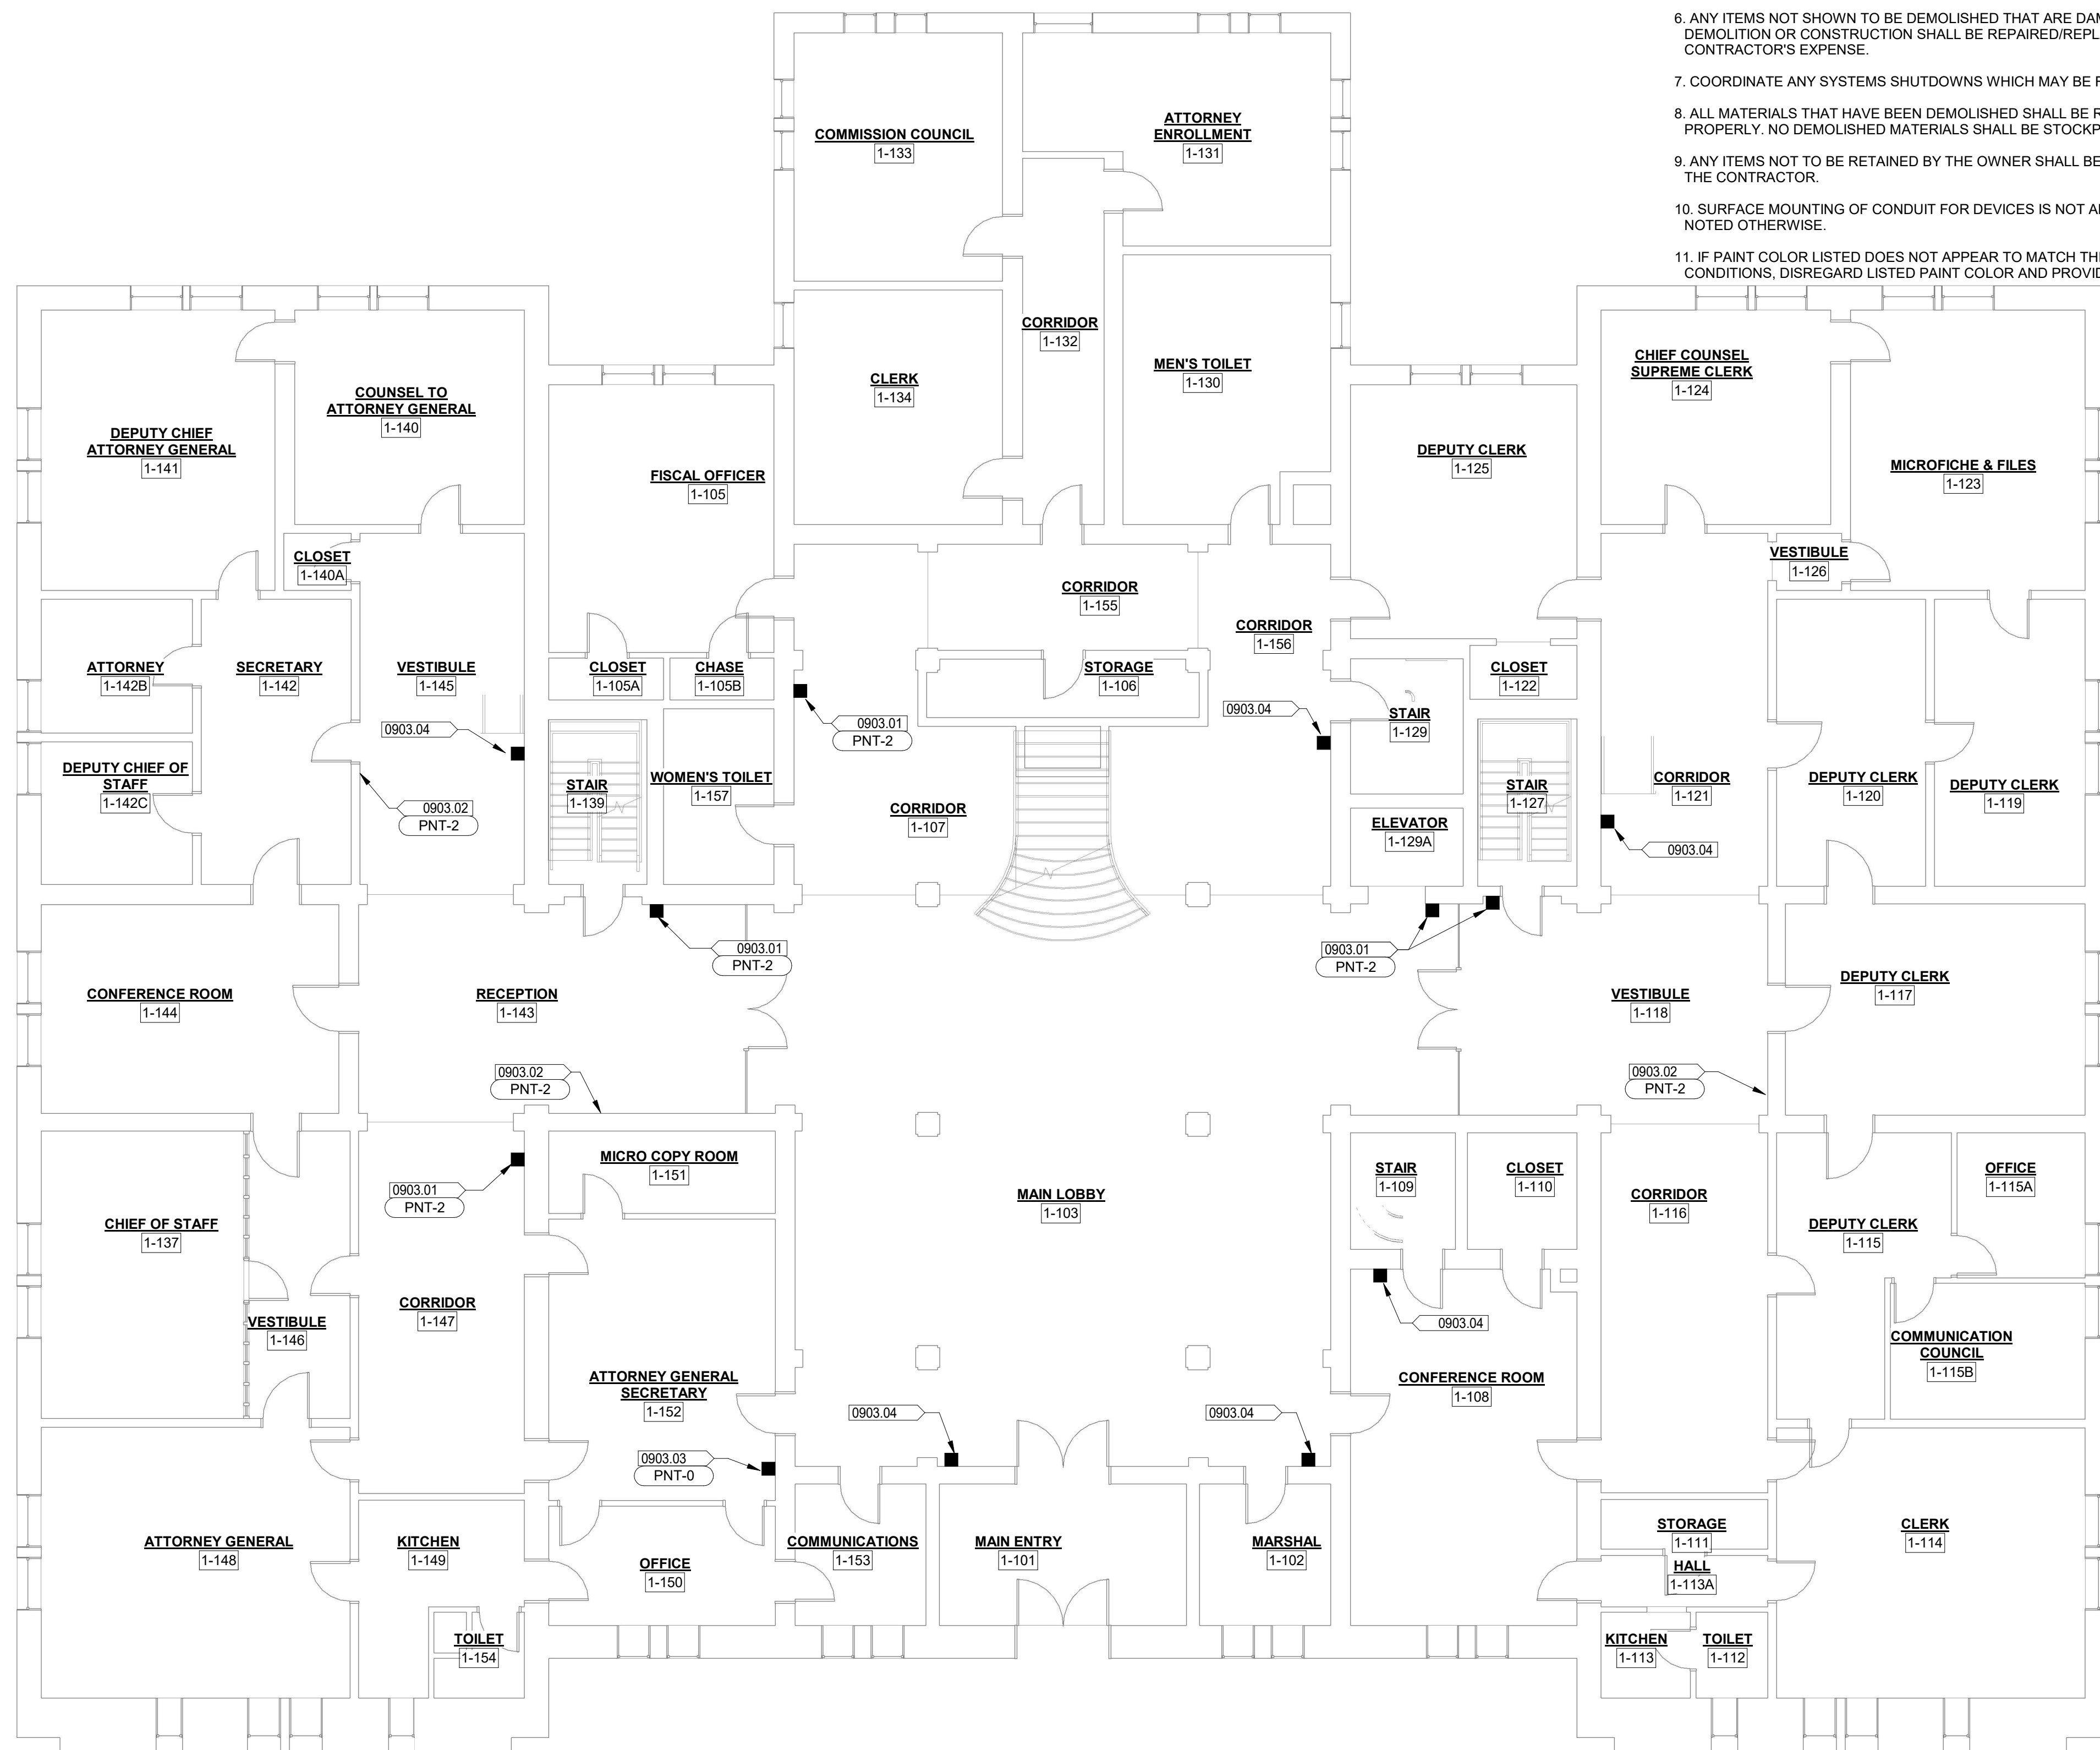 6. ANY ITEMS NOT SHOWN TO BE DEMOLISHED THAT ARE
DEMOLITION OR CONSTRUCTION SHALL BE
CONTRACTOR'S EXPENSE.
7. COORDINATE ANY SYSTEMS SHUTDOWNS WHICH MAY BE
8. ALL MATERIALS THAT HAVE BEEN DEMOLISHED SHALL BE
PROPERLY. NO DEMOLISHED MATERIALS SHALL BE
9. ANY ITEMS NOT TO BE RETAINED BY THE OWNER SHALL BE
THE CONTRACTOR.
10. SURFACE MOUNTING OF CONDUIT FOR DEVICES IS NOT
NOTED OTHERWISE.
11. IF PAINT COLOR LISTED DOES NOT APPEAR TO MATCH
CONDITIONS, DISREGARD LISTED PAINT COLOR AND
COMMISSION COUNCIL
1-133
ATTORNEY
ENROLLMENT
1-131
CORRIDOR
1-132
CLERK
1-134
MEN'S TOILET
1-130
CHIEF COUNSEL
SUPREME CLERK
1-124
COUNSEL TO
ATTORNEY GENERAL
1-140
DEPUTY CHIEF
ATTORNEY GENERAL
1-141
FISCAL OFFICER
1-105
DEPUTY CLERK
1-125
MICROFICHE & FILES
1-123
CLOSET
1-140A
VESTIBULE
1-126
CORRIDOR
1-155
CORRIDOR
1-156
ATTORNEY
1-142B
SECRETARY
1-142
VESTIBULE
1-145
CLOSET
1-105A
CHASE
1-105B
STORAGE
1-106
CLOSET
1-122
0903.04
0903.01
PNT-2
0903.04
STAIR
1-129
DEPUTY CHIEF OF
STAFF
1-142C
STAIR
1-139
WOMEN'S TOILET
1-157
CORRIDOR
1-107
STAIR
1-127
CORRIDOR
1-121
DEPUTY CLERK
1-120
DEPUTY CLERK
1-119
0903.02
PNT-2
ELEVATOR
1-129A
0903.04
0903.01
PNT-2
0903.01
PNT-2
CONFERENCE ROOM
1-144
RECEPTION
1-143
VESTIBULE
1-118
DEPUTY CLERK
1-117
0903.02
PNT-2
0903.02
PNT-2
MICRO COPY ROOM
1-151
0903.01
PNT-2
MAIN LOBBY
1-103
STAIR
1-109
CLOSET
1-110
CORRIDOR
1-116
OFFICE
1-115A
CHIEF OF STAFF
1-137
DEPUTY CLERK
1-115
CORRIDOR
1-147
VESTIBULE
1-146
0903.04
COMMUNICATION
COUNCIL
1-115B
ATTORNEY GENERAL
SECRETARY
1-152
CONFERENCE ROOM
1-108
0903.04
0903.04
0903.03
PNT-0
ATTORNEY GENERAL
1-148
KITCHEN
1-149
OFFICE
1-150
COMMUNICATIONS
1-153
MAIN ENTRY
1-101
MARSHAL
1-102
STORAGE
1-111
HALL
1-113A
CLERK
1-114
TOILET
1-154
KITCHEN
1-113
TOILET
1-112